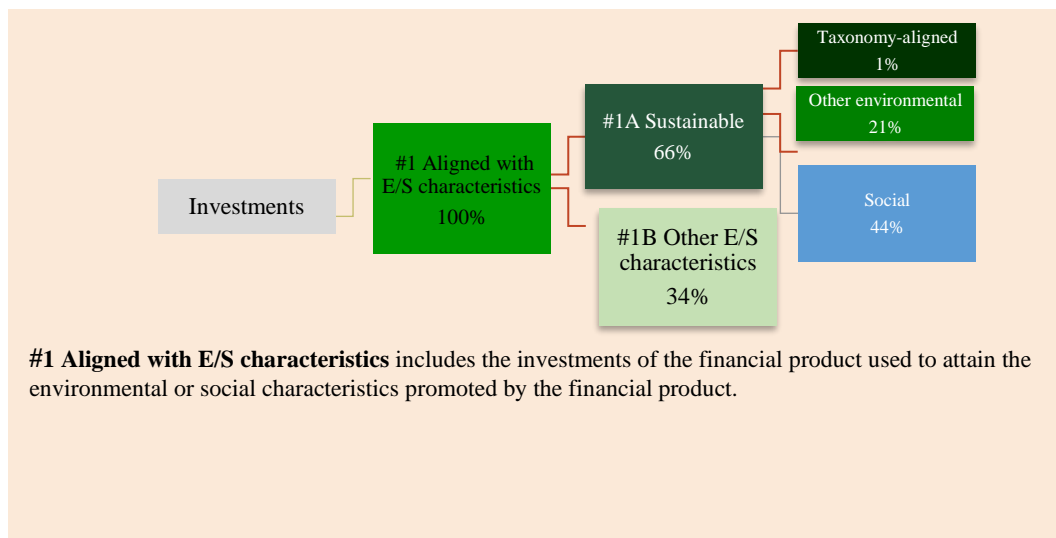 Investments
#1 Aligned with
E/S characteristics
100%
#1A Sustainable
66%
#1B Other E/S
characteristics
34%
Taxonomy-aligned
1%
Other environmental
21%
Social
44%
#1 Aligned with E/S characteristics includes the investments of the financial product used to attain the
environmental or social characteristics promoted by the financial product.